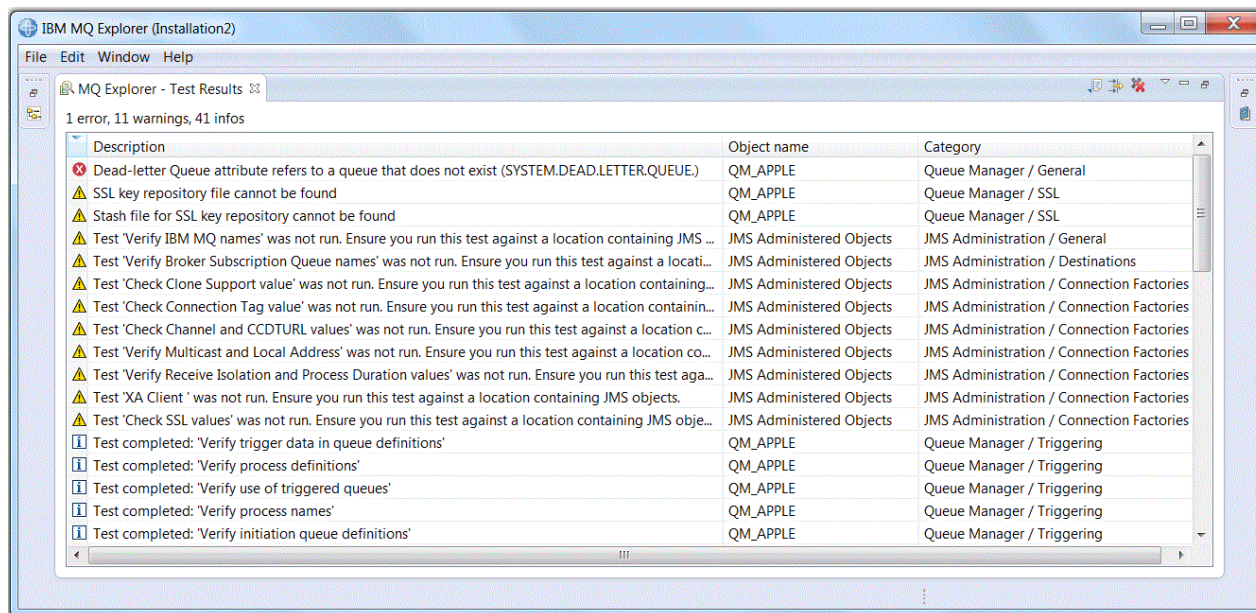 IBM MQ Explorer (Installation2)
File Edit Window Help
MQ Explorer - Test Results
1 error, 11 warnings, 41 infos
Description Object name Category
Dead-letter Queue attribute refers to a queue that does not exist (SYSTEM.DEAD.LETTER.QUEUE.) QM_APPLE Queue Manager / General
SSL key repository file cannot be found QM_APPLE Queue Manager / SSL
Stash file for SSL key repository cannot be found QM_APPLE Queue Manager / SSL
Test 'Verify IBM MQ names' was not run. Ensure you run this test against a location containing JMS ... JMS Administered Objects JMS Administration / General
Test 'Verify Broker Subscription Queue names' was not run. Ensure you run this test against a locati... JMS Administered Objects JMS Administration / Destinations
Test 'Check Clone Support value' was not run. Ensure you run this test against a location containing... JMS Administered Objects JMS Administration / Connection Factories
Test 'Check Connection Tag value' was not run. Ensure you run this test against a location containin... JMS Administered Objects JMS Administration / Connection Factories
Test 'Check Channel and CCDTURL values' was not run. Ensure you run this test against a location c... JMS Administered Objects JMS Administration / Connection Factories
Test 'Verify Multicast and Local Address' was not run. Ensure you run this test against a location co... JMS Administered Objects JMS Administration / Connection Factories
Test 'Verify Receive Isolation and Process Duration values' was not run. Ensure you run this test aga... JMS Administered Objects JMS Administration / Connection Factories
Test 'XA Client ' was not run. Ensure you run this test against a location containing JMS objects. JMS Administered Objects JMS Administration / Connection Factories
Test 'Check SSL values' was not run. Ensure you run this test against a location containing JMS obje... JMS Administered Objects JMS Administration / Connection Factories
Test completed: 'Verify trigger data in queue definitions' QM_APPLE Queue Manager / Triggering
Test completed: 'Verify process definitions' QM_APPLE Queue Manager / Triggering
Test completed: 'Verify use of triggered queues' QM_APPLE Queue Manager / Triggering
Test completed: 'Verify process names' QM_APPLE Queue Manager / Triggering
Test completed: 'Verify initiation queue definitions' QM_APPLE Queue Manager / Triggering